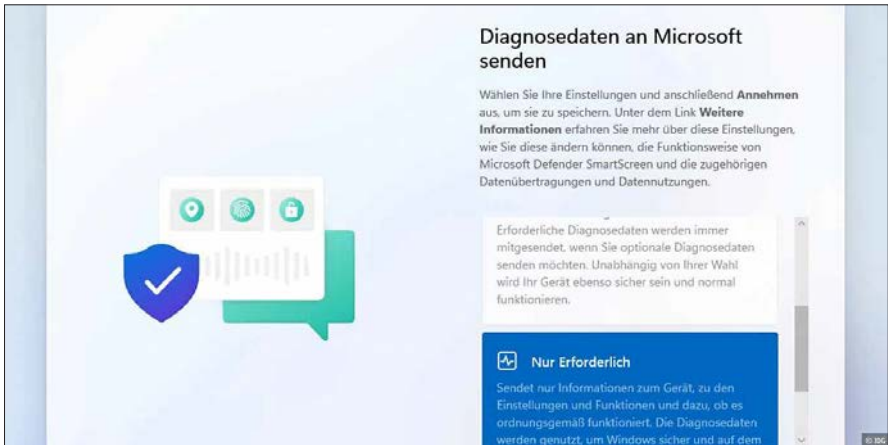 Diagnosedaten an Microsoft
senden
Wählen Sie Ihre Einstellungen und anschließend Annehmen
aus, um sie zu speichern. Unter dem Link Weitere
Informationen erfahren Sie mehr über diese Einstellungen,
wie Sie diese ändern können, die Funktionsweise von
Microsoft Defender SmartScreen und die zugehörigen
Datenübertragungen und Datennutzungen.
Erforderliche Diagnosedaten werden immer
mitgesendet, wenn Sie optionale Diagnosedaten
senden möchten. Unabhängig von Ihrer Wahl
wird Ihr Gerät ebenso sicher sein und normal
funktionieren.
Nur Erforderlich
Sendet nur Informationen zum Gerät, zu den
Einstellungen und Funktionen und dazu, ob es
ordnungsgemäß funktioniert. Die Diagnosedaten
werden genutzt, um Windows sicher und auf dem
© IDG